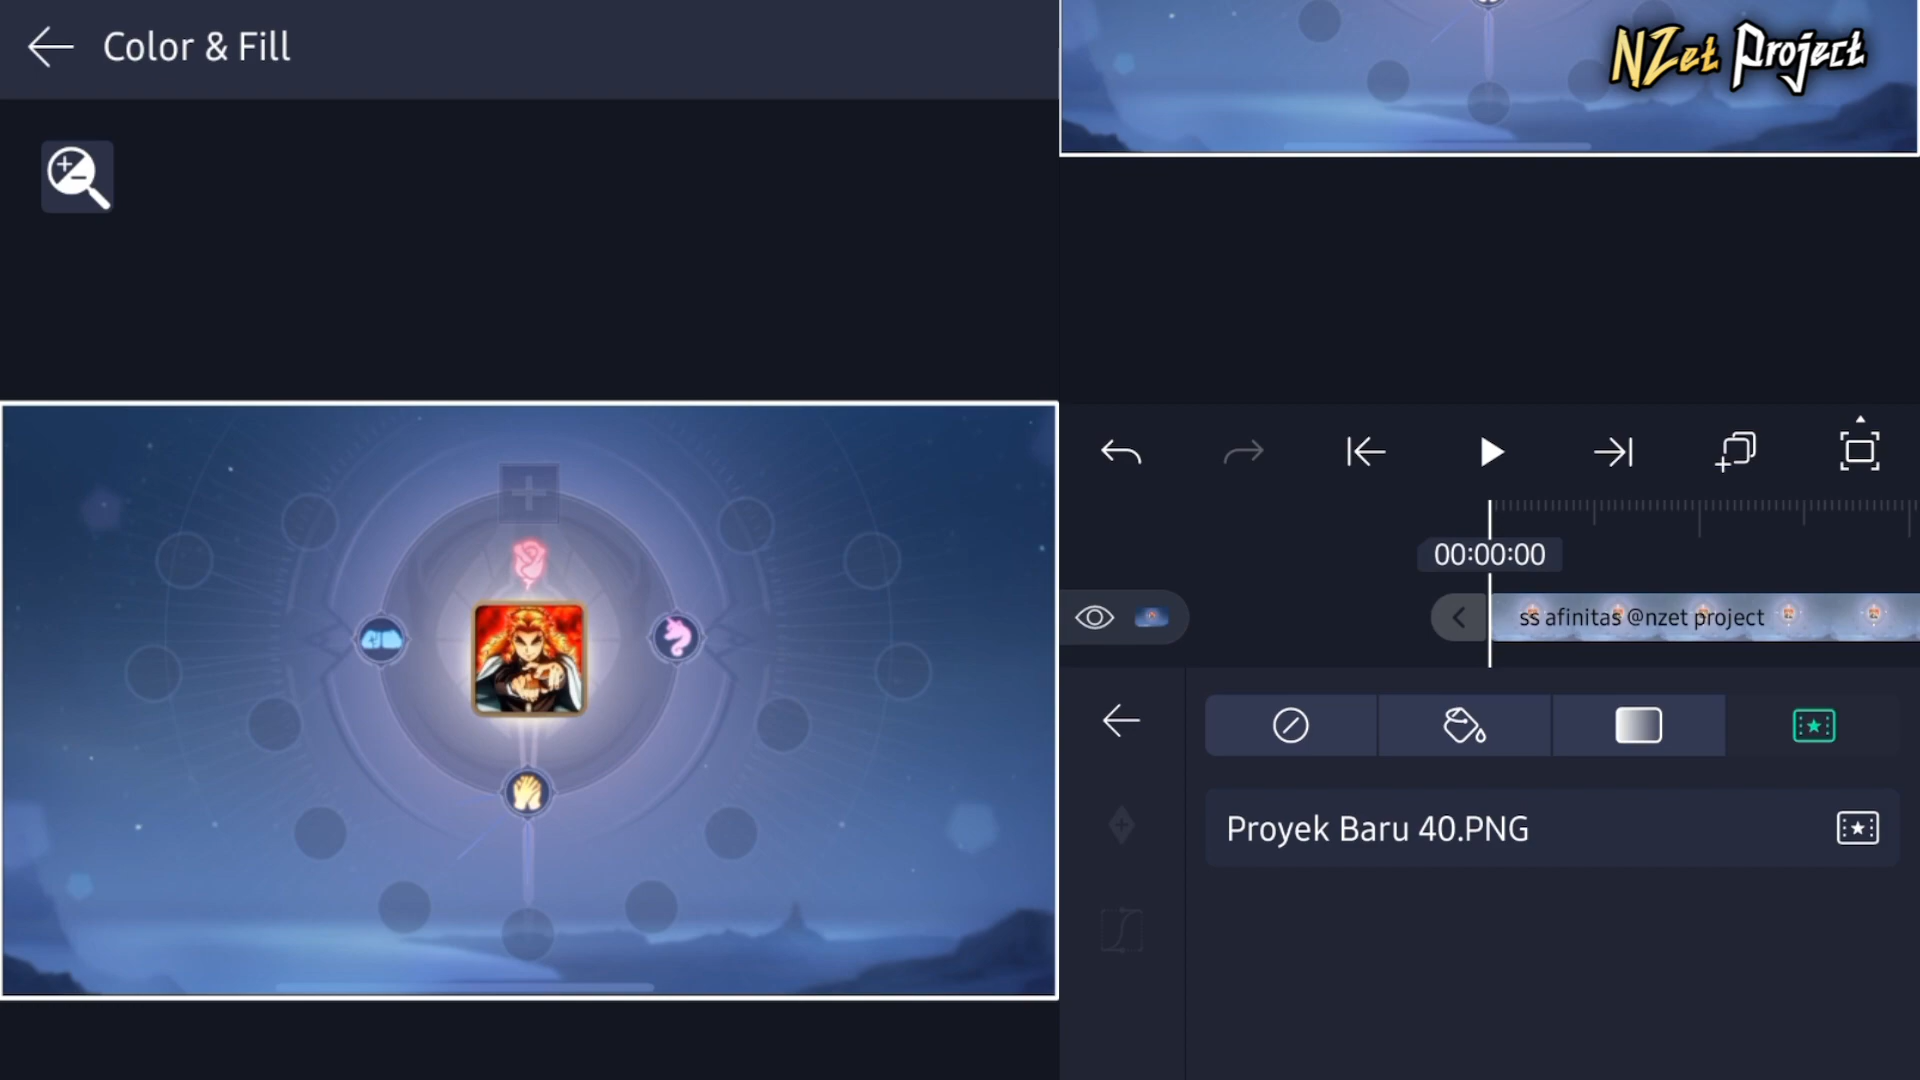 Color & Fill
NZet Project
00:00:00
ss afinitas @nzet project
Proyek Baru 40.PNG